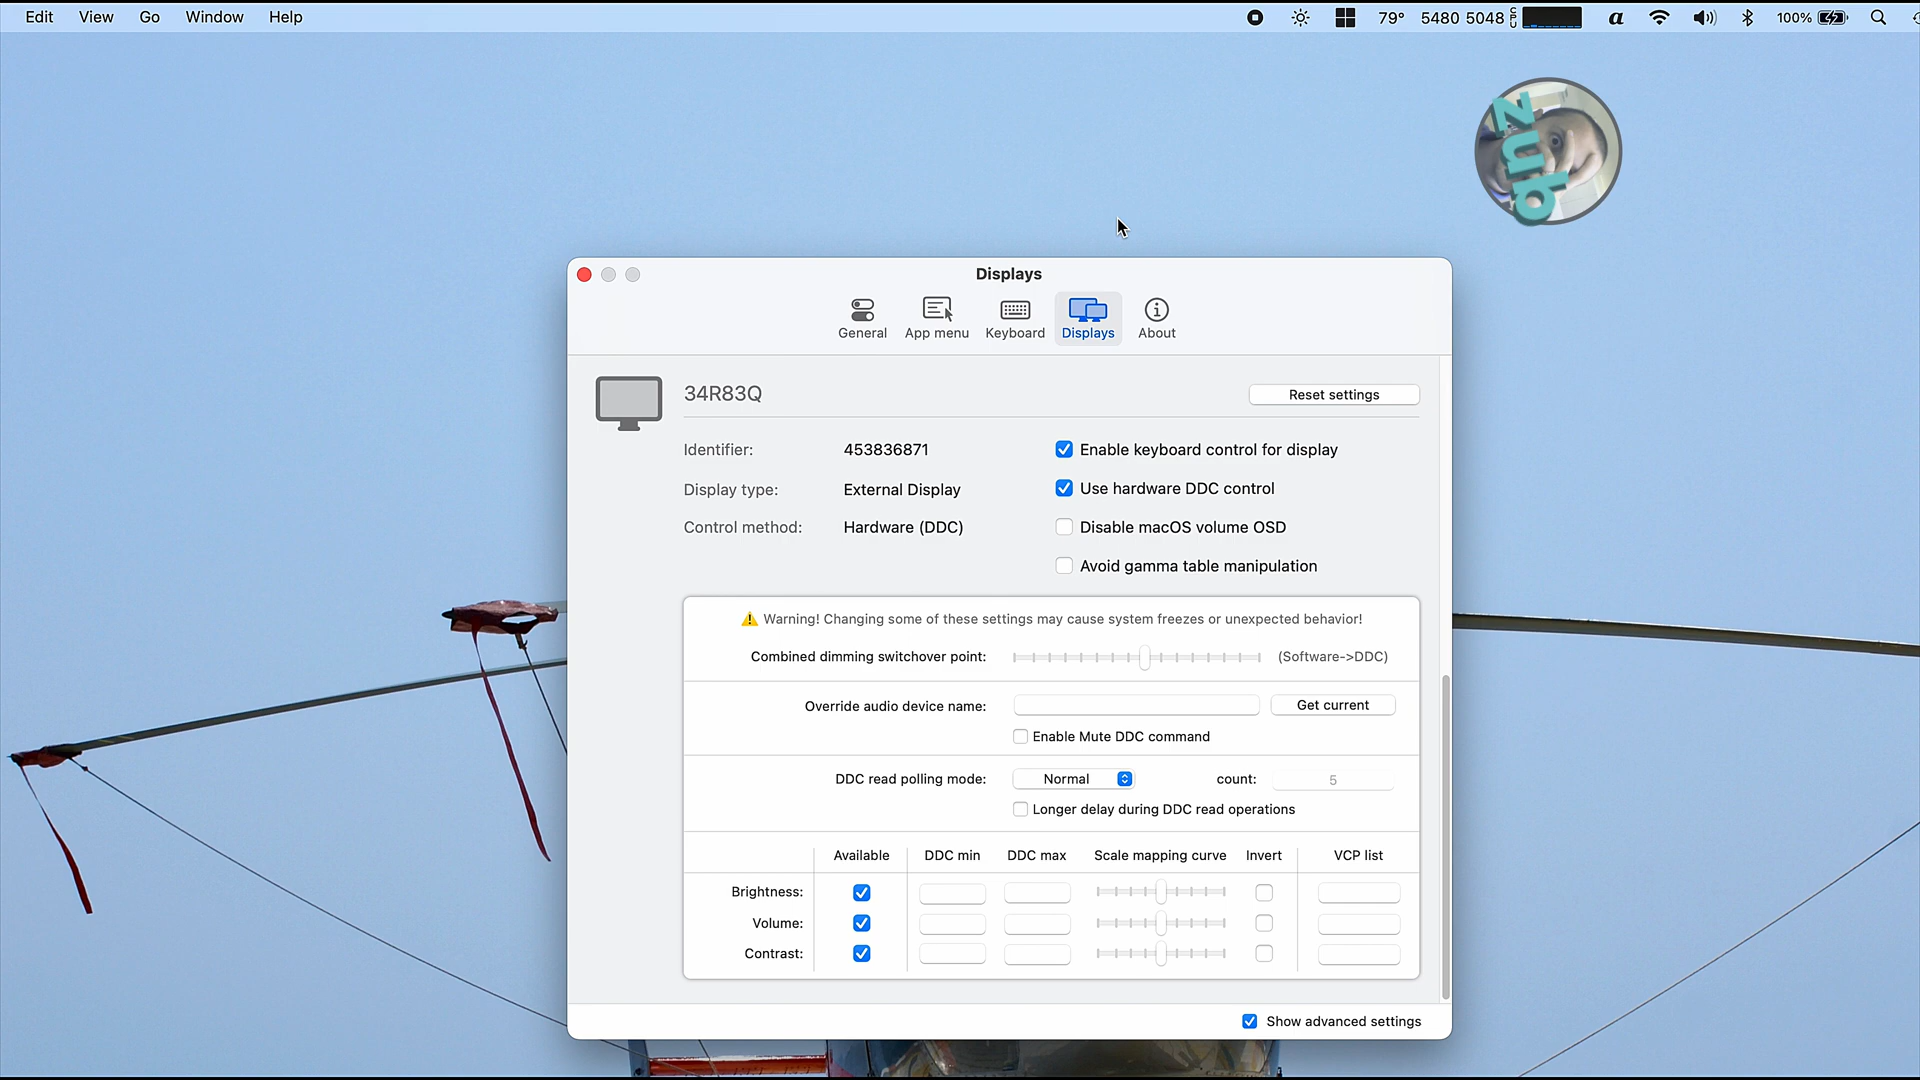 Edit View Go Window Help
79° 5480 5048 CPU a 100%
zub
Displays
General App menu Keyboard Displays About
34R83Q Reset settings
Identifier: 453836871 Enable keyboard control for display
Display type: External Display Use hardware DDC control
Control method: Hardware (DDC) Disable macOS volume OSD
Avoid gamma table manipulation
Warning! Changing some of these settings may cause system freezes or unexpected behavior!
Combined dimming switchover point: (Software->DDC)
Override audio device name: Get current
Enable Mute DDC command
DDC read polling mode: Normal count: 5
Longer delay during DDC read operations
Available DDC min DDC max Scale mapping curve Invert VCP list
Brightness:
Volume:
Contrast:
Show advanced settings